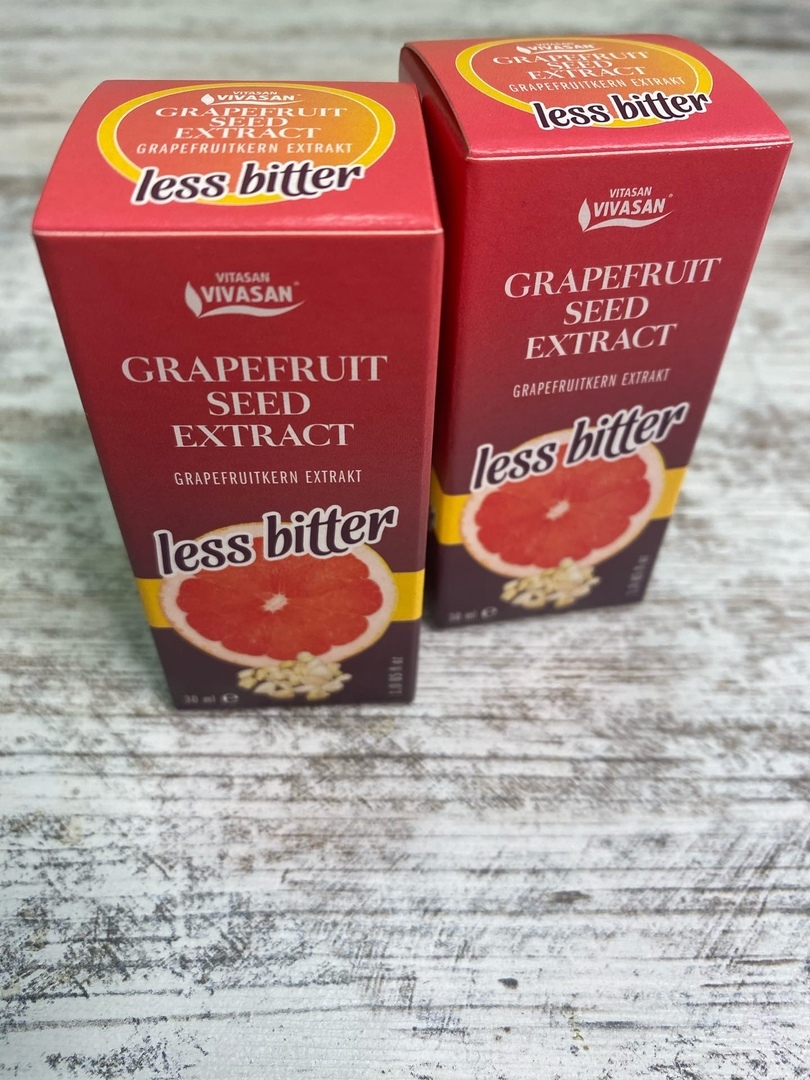 VITASAN
VIVASAN
GRAPEFRUIT
SEED
EXTRACT
GRAPEFRUITKERN EXTRAKT
less bitter
VITASAN
VIVASAN
GRAPEFRUIT
SEED
EXTRACT
GRAPEFRUITKERN EXTRAKT
less bitter
30 ml e
VIVASAN
GRAPEFRUIT
SEED
EXTRACT
GRAPEFRUITKERN EXTRAKT
less bitter
VITASAN
VIVASAN®
GRAPEFRUIT
SEED
EXTRACT
GRAPEFRUITKERN EXTRAKT
less bitter
30 ml e